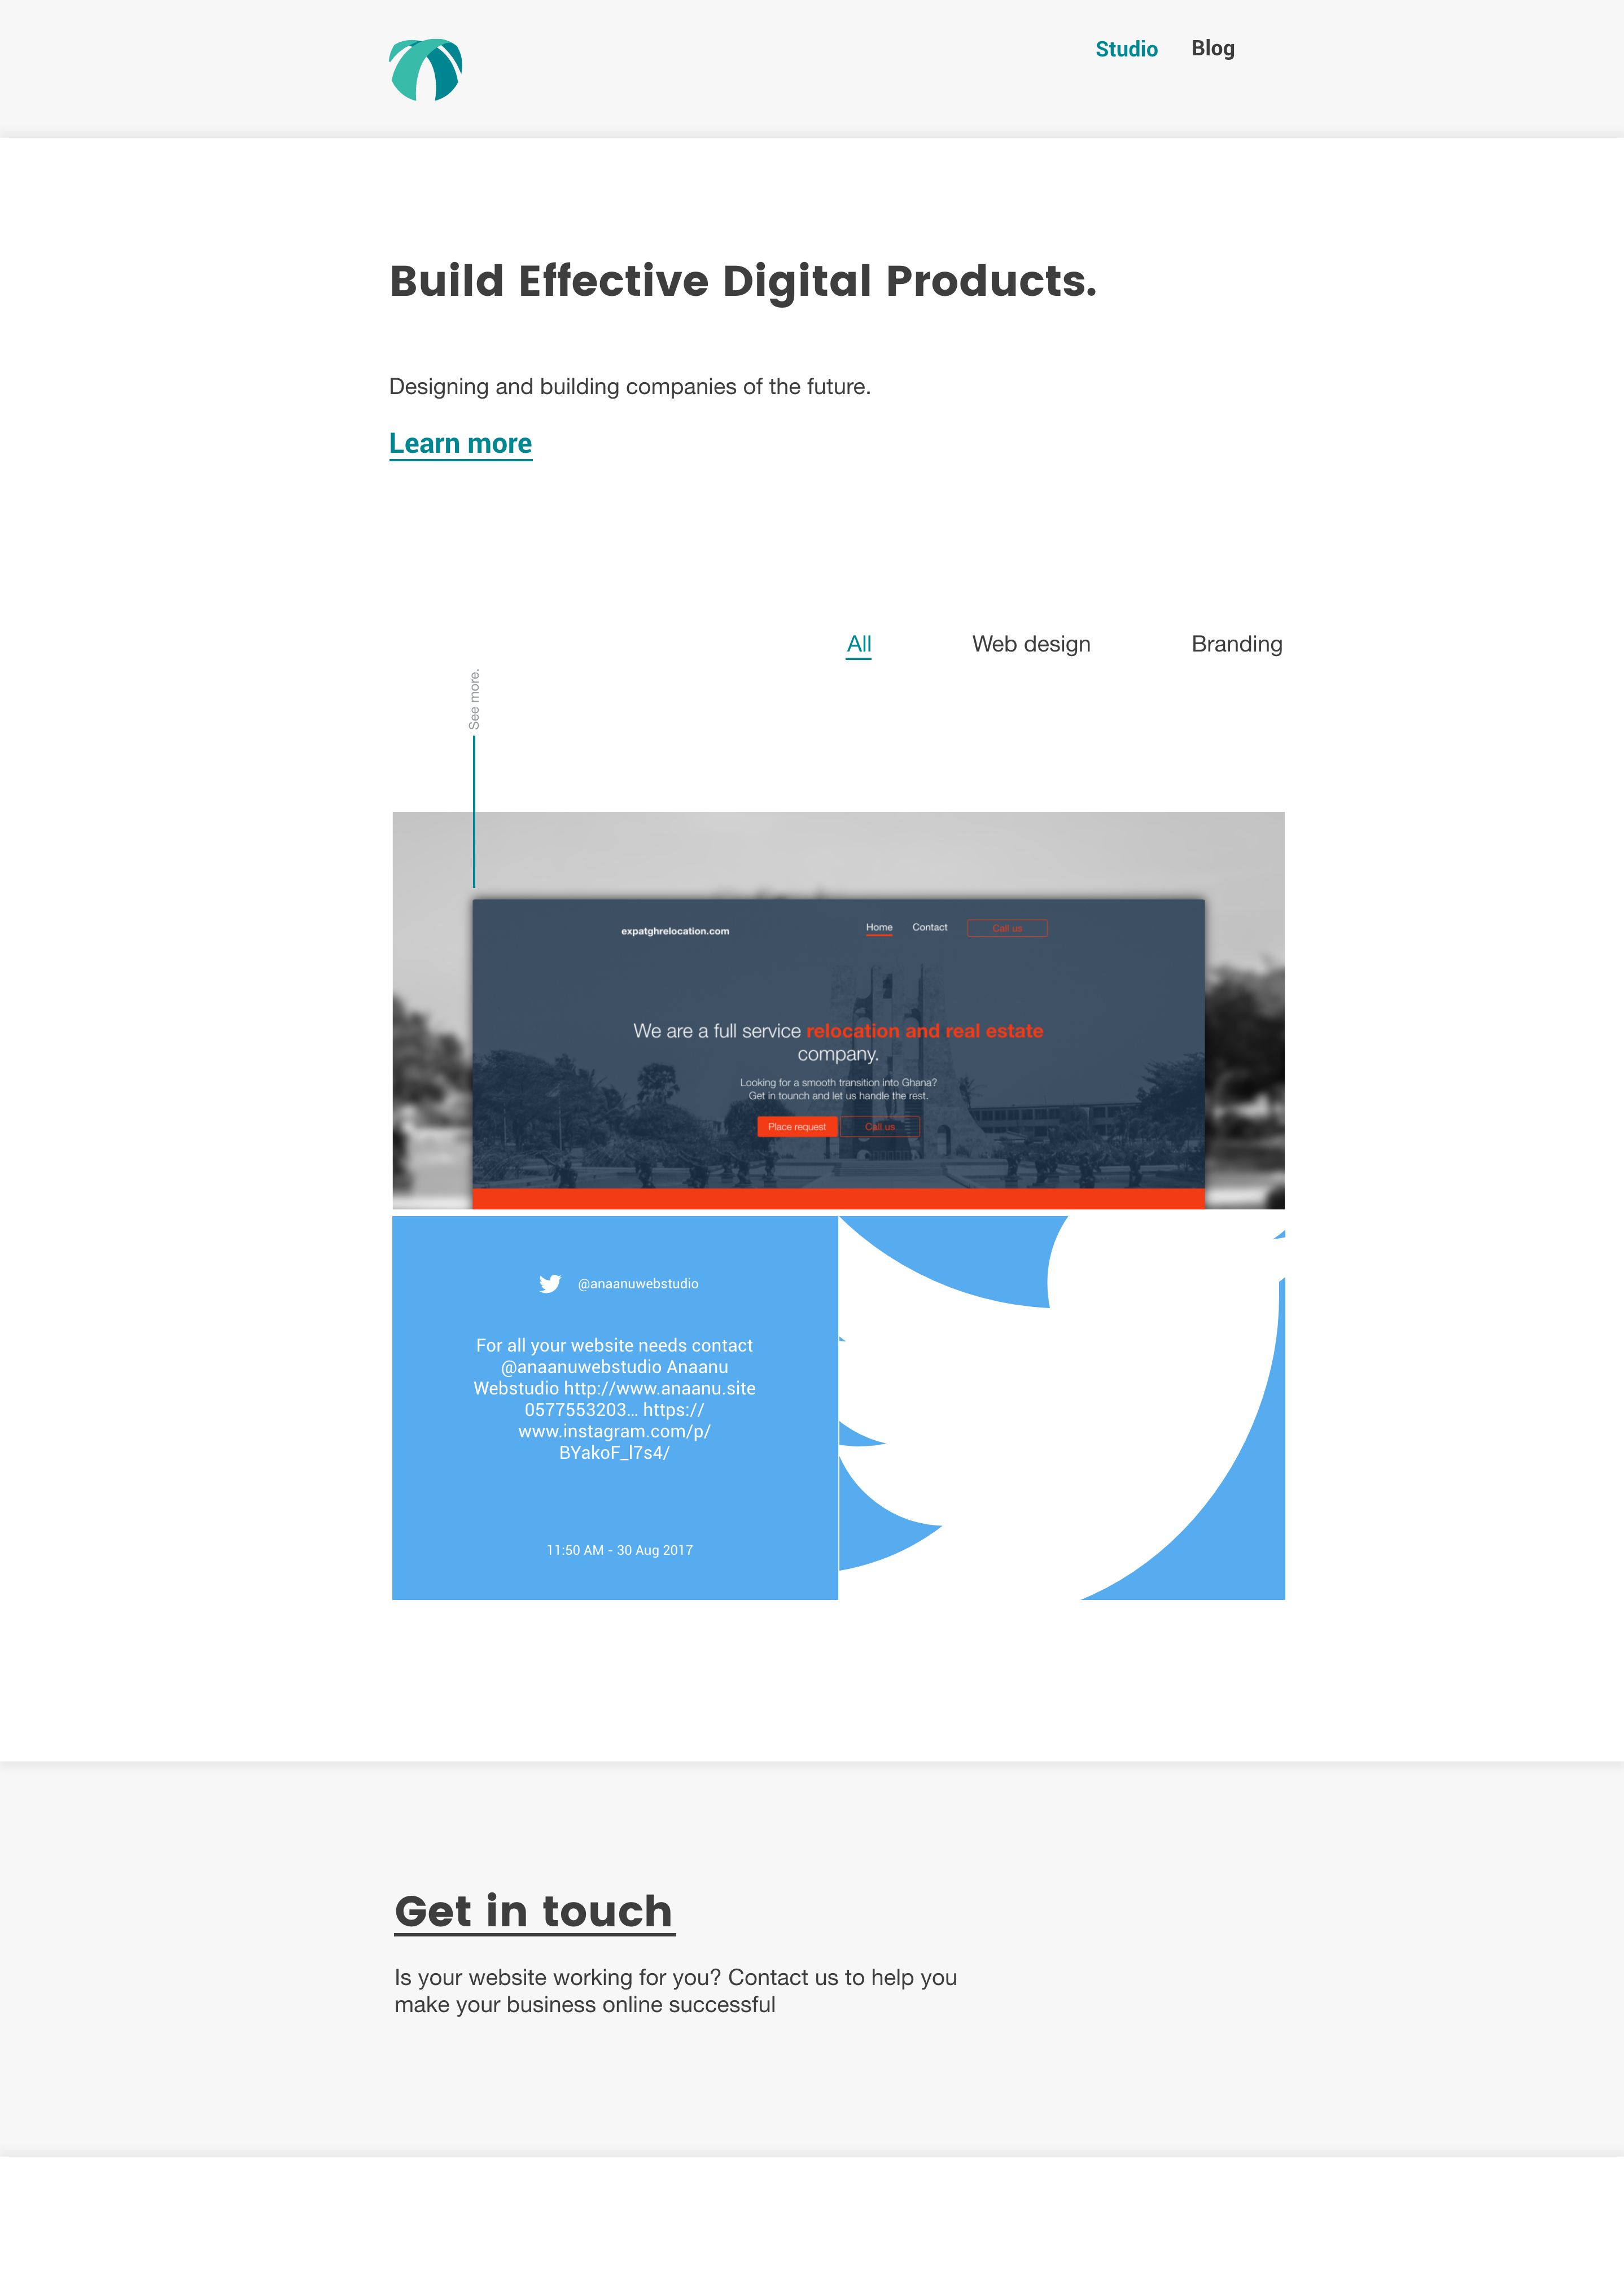 Studio Blog
Build Effective Digital Products.
Designing and building companies of the future.
Learn more
All Web design Branding
See more.
expatghrelocation.com Home Contact Call us
We are a full service relocation and real estate
company.
Looking for a smooth transition into Ghana?
Get in tounch and let us handle the rest.
Place request Call us
@anaanuwebstudio
For all your website needs contact
@anaanuwebstudio Anaanu
Webstudio http://www.anaanu.site
0577553203... https://
www.instagram.com/p/
BYakoF_l7s4/
11:50 AM - 30 Aug 2017
Get in touch
Is your website working for you? Contact us to help you
make your business online successful